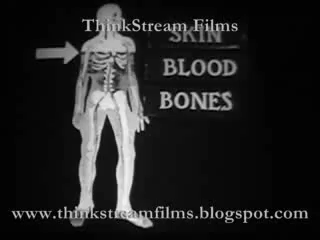 ThinkStream Films
SKIN
BLOOD
BONES
www.thinkstreamfilms.blogspot.com